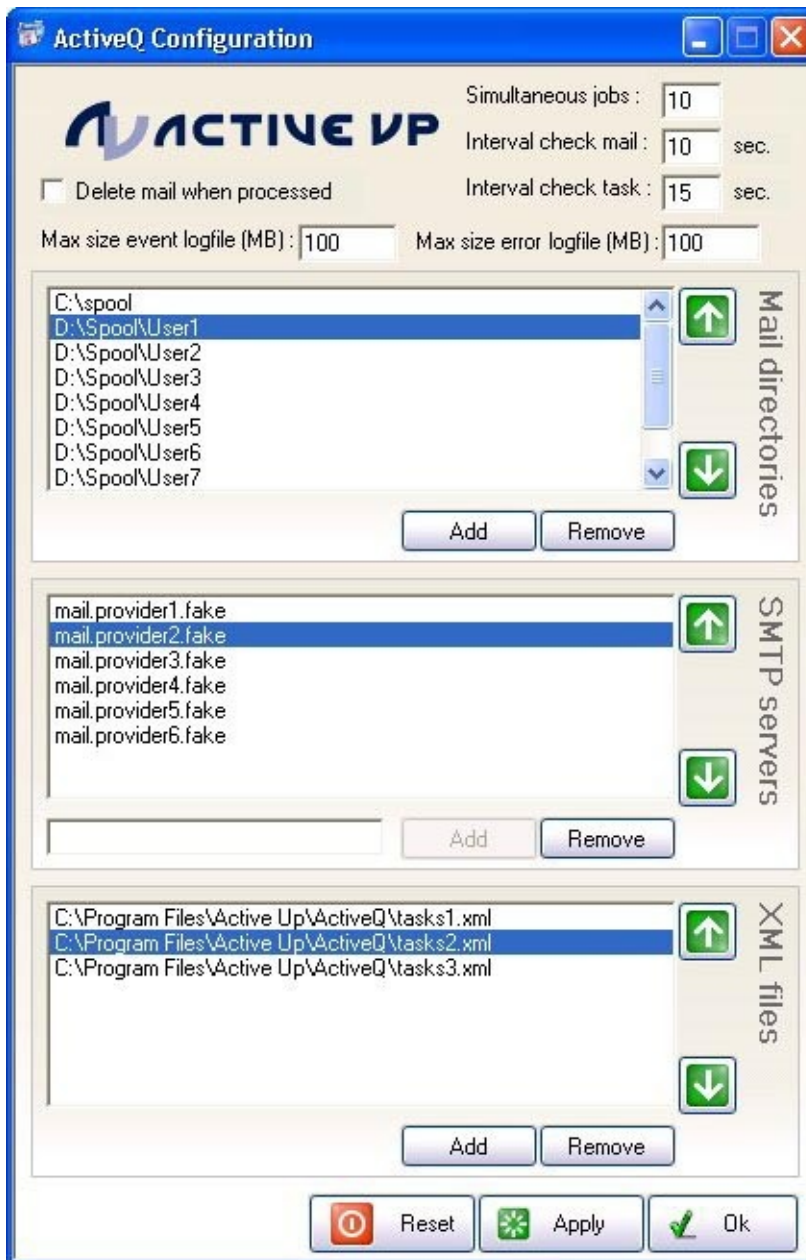 ActiveQ Configuration
ACTIVE UP
Simultaneous jobs : 10
Interval check mail : 10 sec.
Delete mail when processed
Interval check task : 15 sec.
Max size event logfile (MB) : 100
Max size error logfile (MB) : 100
Mail directories
C:\spool
D:\Spool\User1
D:\Spool\User2
D:\Spool\User3
D:\Spool\User4
D:\Spool\User5
D:\Spool\User6
D:\Spool\User7
Add
Remove
SMTP servers
mail.provider1.fake
mail.provider2.fake
mail.provider3.fake
mail.provider4.fake
mail.provider5.fake
mail.provider6.fake
Add
Remove
XML files
C:\Program Files\Active Up\ActiveQ\tasks1.xml
C:\Program Files\Active Up\ActiveQ\tasks2.xml
C:\Program Files\Active Up\ActiveQ\tasks3.xml
Add
Remove
Reset
Apply
Ok